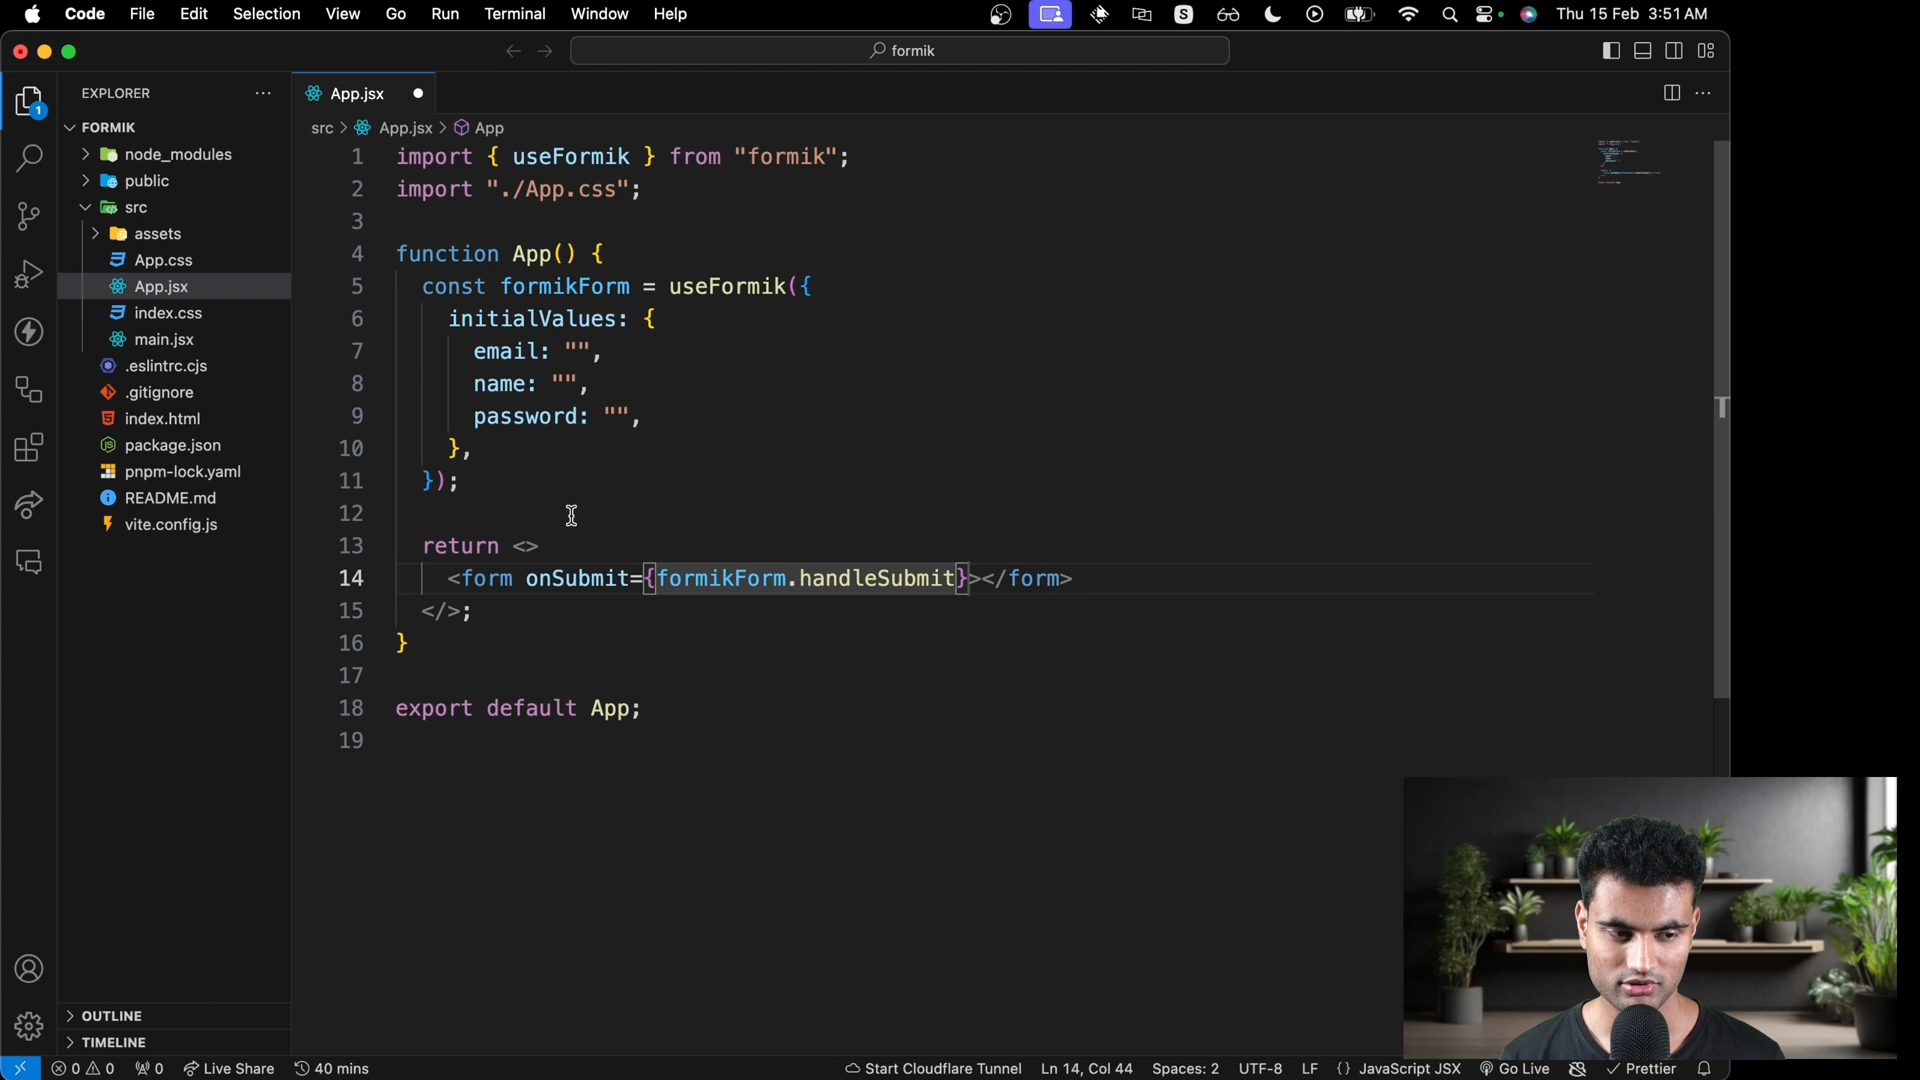 Code File Edit Selection View Go Run Terminal Window Help S Thu 15 Feb 3:51 AM
formik
EXPLORER
App.jsx
FORMIK
src > App.jsx > App
node_modules
public
src
assets
App.css
App.jsx
index.css
main.jsx
.eslintrc.cjs
.gitignore
index.html
package.json
pnpm-lock.yaml
README.md
vite.config.js
1 import { useFormik } from "formik";
2 import "./App.css";
3
4 function App() {
5 const formikForm = useFormik({
6 initialValues: {
7 email: "",
8 name: "",
9 password: "",
10 },
11 });
12
13 return <>
14 <form onSubmit={formikForm.handleSubmit}></form>
15 </>;
16 }
17
18 export default App;
19
OUTLINE
TIMELINE
0 0 0 Live Share 40 mins Start Cloudflare Tunnel Ln 14, Col 44 Spaces: 2 UTF-8 LF {} JavaScript JSX Go Live Prettier
1